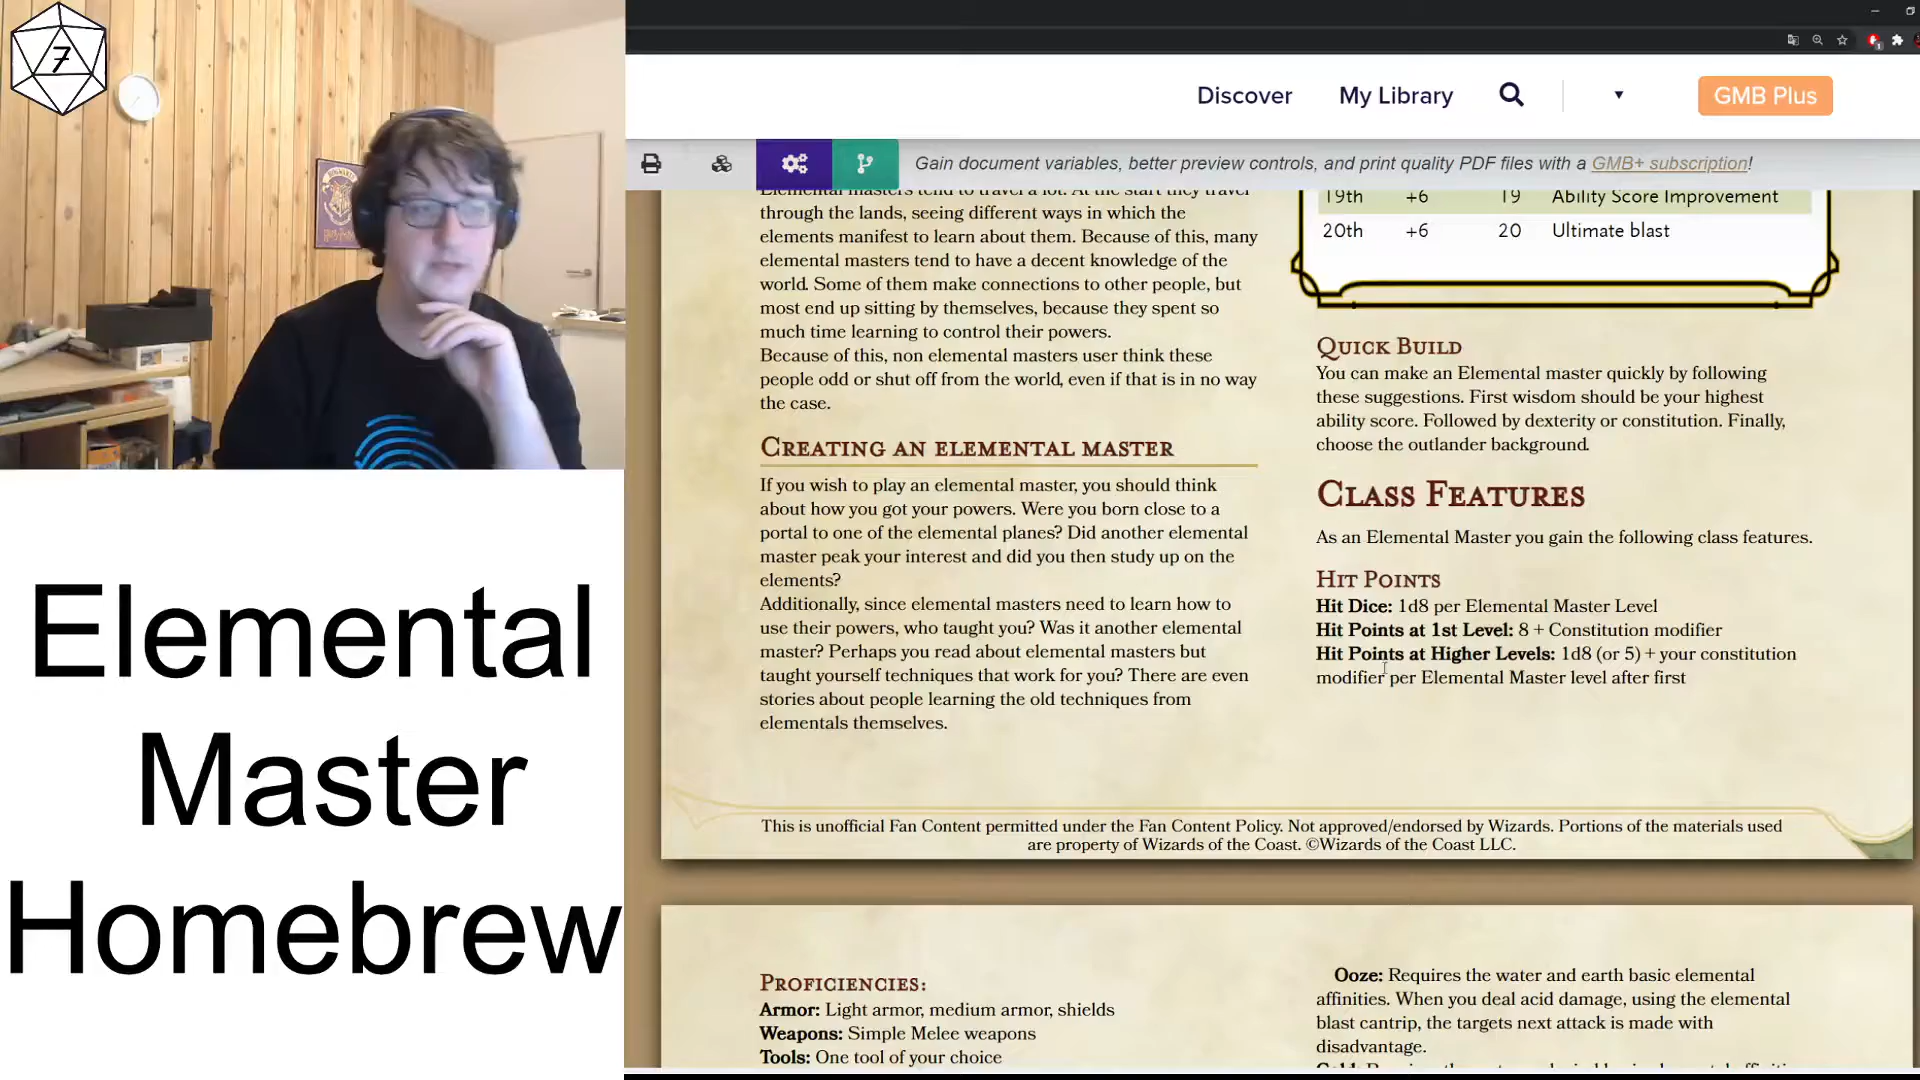 7
HOGWARTS
Elemental
Master
Homebrew
Discover
My Library
GMB Plus
Gain document variables, better preview controls, and print quality PDF files with a GMB+ subscription!
Elemental masters tend to travel a lot. At the start they travel
through the lands, seeing different ways in which the
elements manifest to learn about them. Because of this, many
elemental masters tend to have a decent knowledge of the
world. Some of them make connections to other people, but
most end up sitting by themselves, because they spent so
much time learning to control their powers.
Because of this, non elemental masters user think these
people odd or shut off from the world, even if that is in no way
the case.
CREATING AN ELEMENTAL MASTER
If you wish to play an elemental master, you should think
about how you got your powers. Were you born close to a
portal to one of the elemental planes? Did another elemental
master peak your interest and did you then study up on the
elements?
Additionally, since elemental masters need to learn how to
use their powers, who taught you? Was it another elemental
master? Perhaps you read about elemental masters but
taught yourself techniques that work for you? There are even
stories about people learning the old techniques from
elementals themselves.
19th +6 19 Ability Score Improvement
20th +6 20 Ultimate blast
QUICK BUILD
You can make an Elemental master quickly by following
these suggestions. First wisdom should be your highest
ability score. Followed by dexterity or constitution. Finally,
choose the outlander background.
CLASS FEATURES
As an Elemental Master you gain the following class features.
HIT POINTS
Hit Dice: 1d8 per Elemental Master Level
Hit Points at 1st Level: 8 + Constitution modifier
Hit Points at Higher Levels: 1d8 (or 5) + your constitution
modifier per Elemental Master level after first
This is unofficial Fan Content permitted under the Fan Content Policy. Not approved/endorsed by Wizards. Portions of the materials used
are property of Wizards of the Coast. ©Wizards of the Coast LLC.
PROFICIENCIES:
Armor: Light armor, medium armor, shields
Weapons: Simple Melee weapons
Tools: One tool of your choice
Ooze: Requires the water and earth basic elemental
affinities. When you deal acid damage, using the elemental
blast cantrip, the targets next attack is made with
disadvantage.